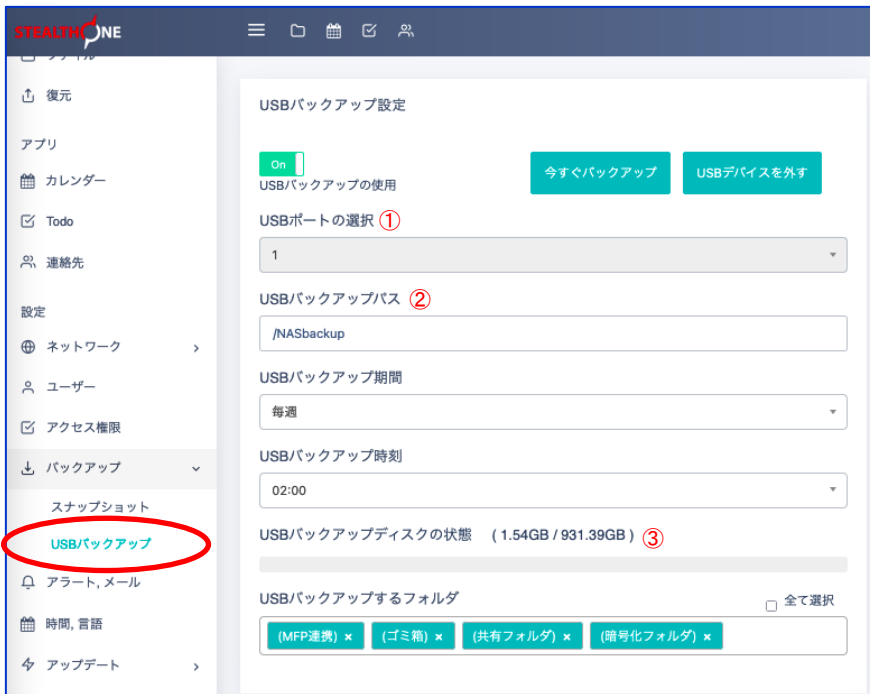 STEALTHONE
ファイル
復元
アプリ
カレンダー
Todo
連絡先
設定
ネットワーク
ユーザー
アクセス権限
バックアップ
スナップショット
USBバックアップ
アラート, メール
時間, 言語
アップデート
USBバックアップ設定
On
USBバックアップの使用
今すぐバックアップ
USBデバイスを外す
USBポートの選択 ①
1
USBバックアップパス ②
/NASbackup
USBバックアップ期間
毎週
USBバックアップ時刻
02:00
USBバックアップディスクの状態 ( 1.54GB / 931.39GB ) ③
USBバックアップするフォルダ
全て選択
(MFP連携) × (ゴミ箱) × (共有フォルダ) × (暗号化フォルダ) ×